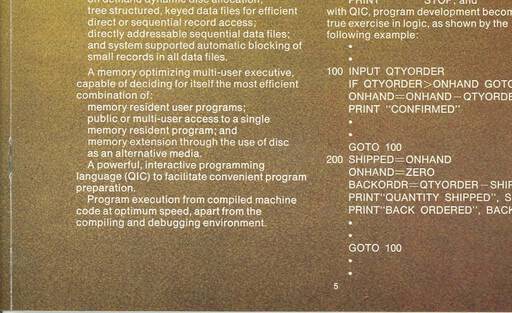 on demand dynamic disc allocation;
tree structured, keyed data files for efficient
direct or sequential record access;
directly addressable sequential data files;
and system supported automatic blocking of
small records in all data files.
A memory optimizing multi-user executive,
capable of deciding for itself the most efficient
combination of:
memory resident user programs;
public or multi-user access to a single
memory resident program; and
memory extension through the use of disc
as an alternative media.
A powerful, interactive programming
language (QIC) to facilitate convenient program
preparation.
Program execution from compiled machine
code at optimum speed, apart from the
compiling and debugging environment.
PRINT STOP; and
with QIC, program development becom
true exercise in logic, as shown by the
following example:
•
•
100 INPUT QTYORDER
IF QTYORDER>ONHAND GOTO
ONHAND=ONHAND–QTYORDE
PRINT "CONFIRMED"
•
•
GOTO 100
200 SHIPPED=ONHAND
ONHAND=ZERO
BACKORDR=QTYORDER–SHIP
PRINT"QUANTITY SHIPPED", S
PRINT"BACK ORDERED", BACK
•
•
GOTO 100
•
•
5